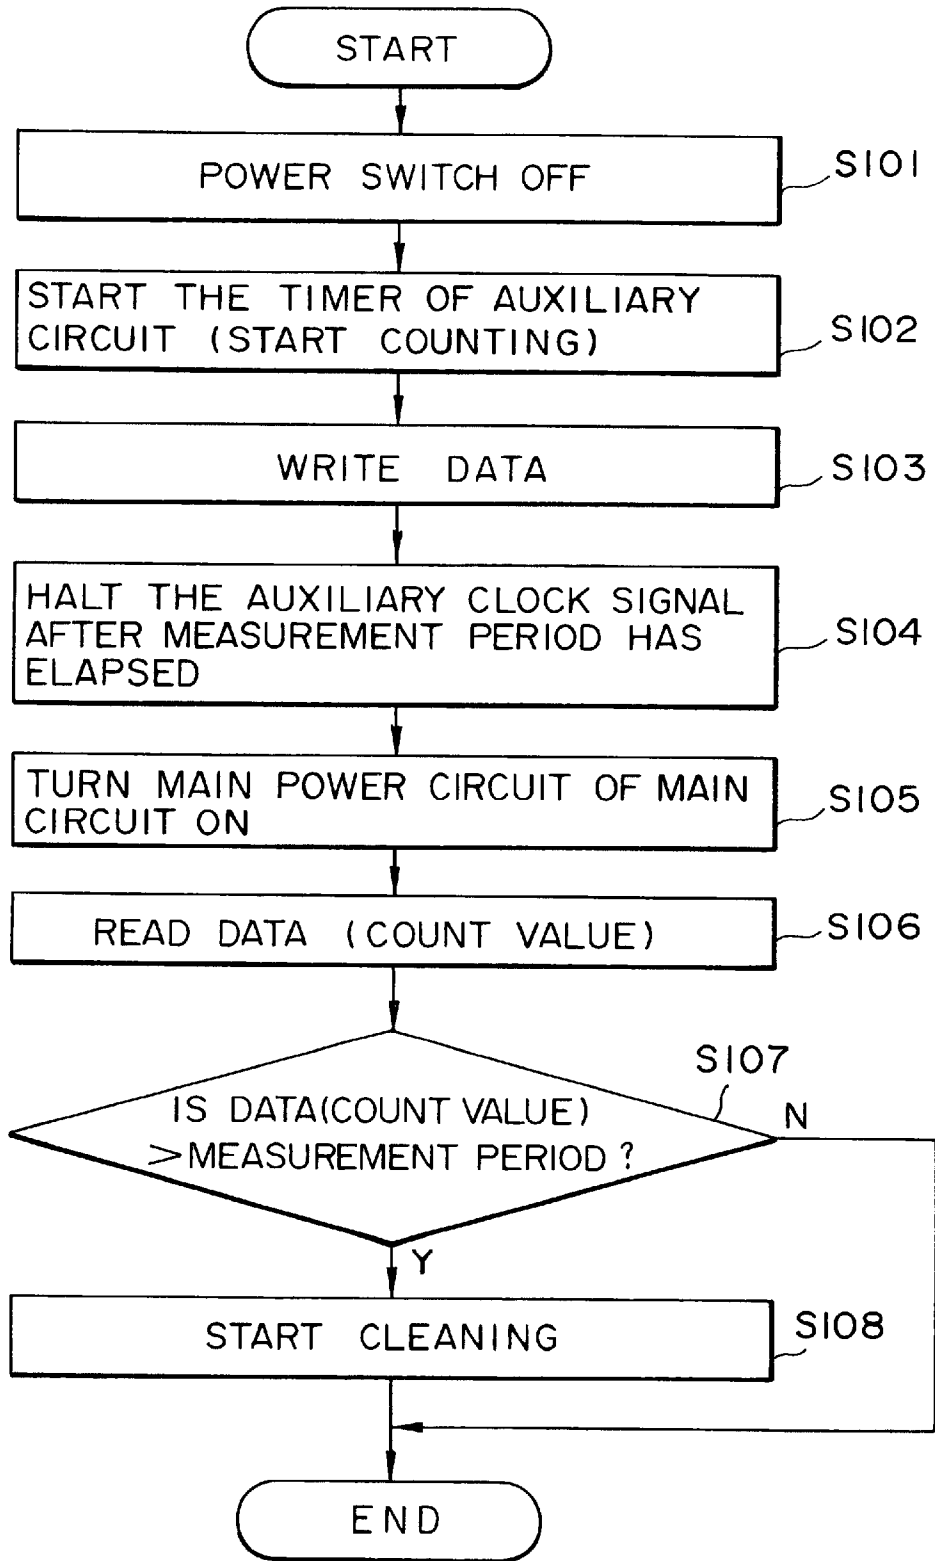 START
POWER SWITCH OFF
S101
START THE TIMER OF AUXILIARY
CIRCUIT (START COUNTING)
S102
WRITE DATA
S103
HALT THE AUXILIARY CLOCK SIGNAL
AFTER MEASUREMENT PERIOD HAS
ELAPSED
S104
TURN MAIN POWER CIRCUIT OF MAIN
CIRCUIT ON
S105
READ DATA (COUNT VALUE)
S106
S107
IS DATA(COUNT VALUE)
>MEASUREMENT PERIOD?
N
Y
START CLEANING
S108
END